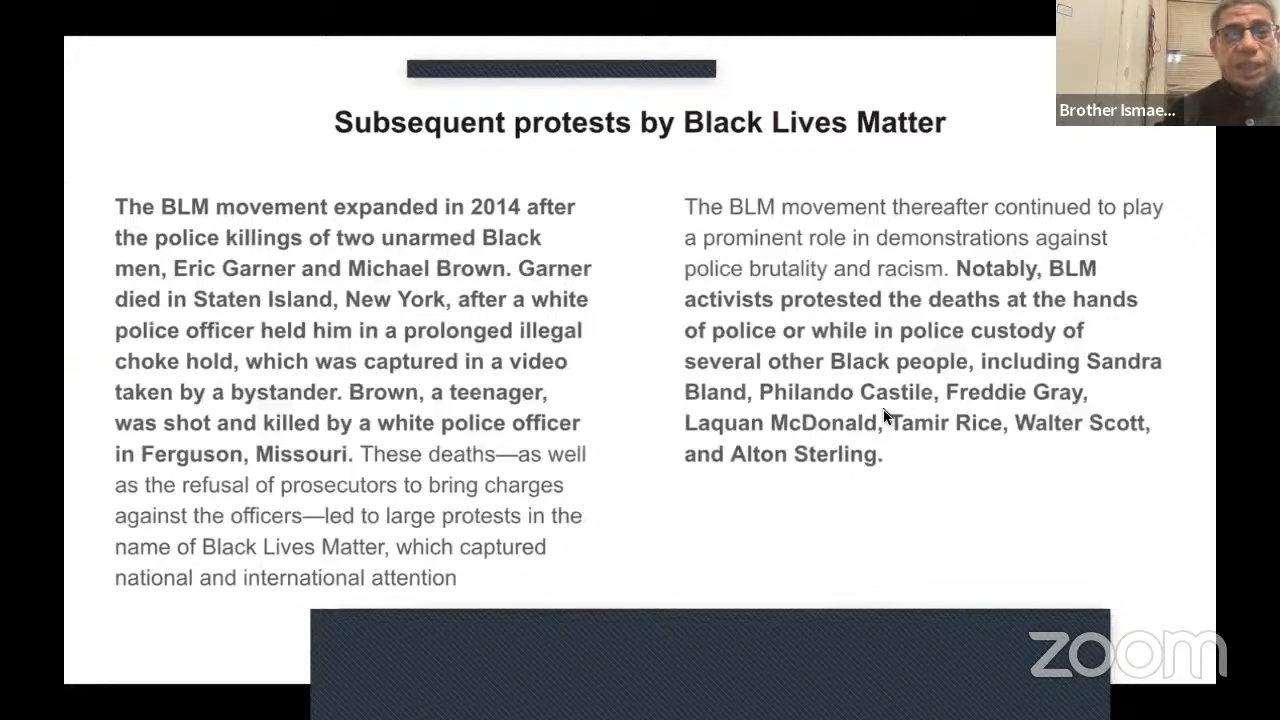 Subsequent protests by Black Lives Matter
The BLM movement expanded in 2014 after
the police killings of two unarmed Black
men, Eric Garner and Michael Brown. Garner
died in Staten Island, New York, after a white
police officer held him in a prolonged illegal
choke hold, which was captured in a video
taken by a bystander. Brown, a teenager,
was shot and killed by a white police officer
in Ferguson, Missouri. These deaths—as well
as the refusal of prosecutors to bring charges
against the officers—led to large protests in the
name of Black Lives Matter, which captured
national and international attention
The BLM movement thereafter continued to play
a prominent role in demonstrations against
police brutality and racism. Notably, BLM
activists protested the deaths at the hands
of police or while in police custody of
several other Black people, including Sandra
Bland, Philando Castile, Freddie Gray,
Laquan McDonald, Tamir Rice, Walter Scott,
and Alton Sterling.
Brother Ismae...
zoom